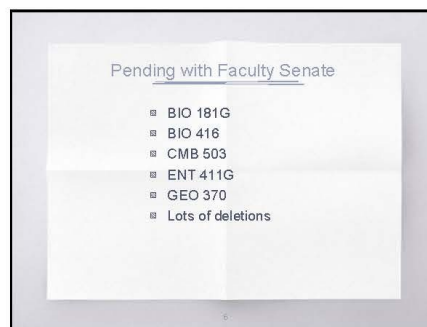 Pending with Faculty Senate
BIO 181G
BIO 416
CMB 503
ENT 411G
GEO 370
Lots of deletions